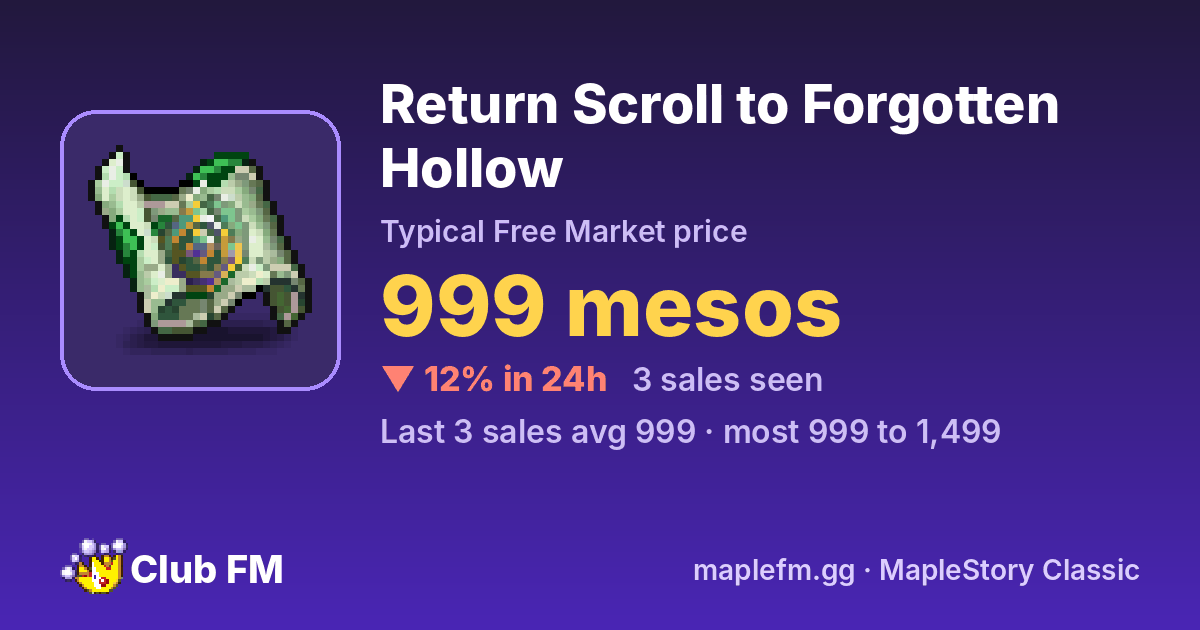 Return Scroll to Forgotten
Hollow
Typical Free Market price
999 mesos
▼ 12% in 24h 3 sales seen
Last 3 sales avg 999 · most 999 to 1,499
Club FM
maplefm.gg · MapleStory Classic